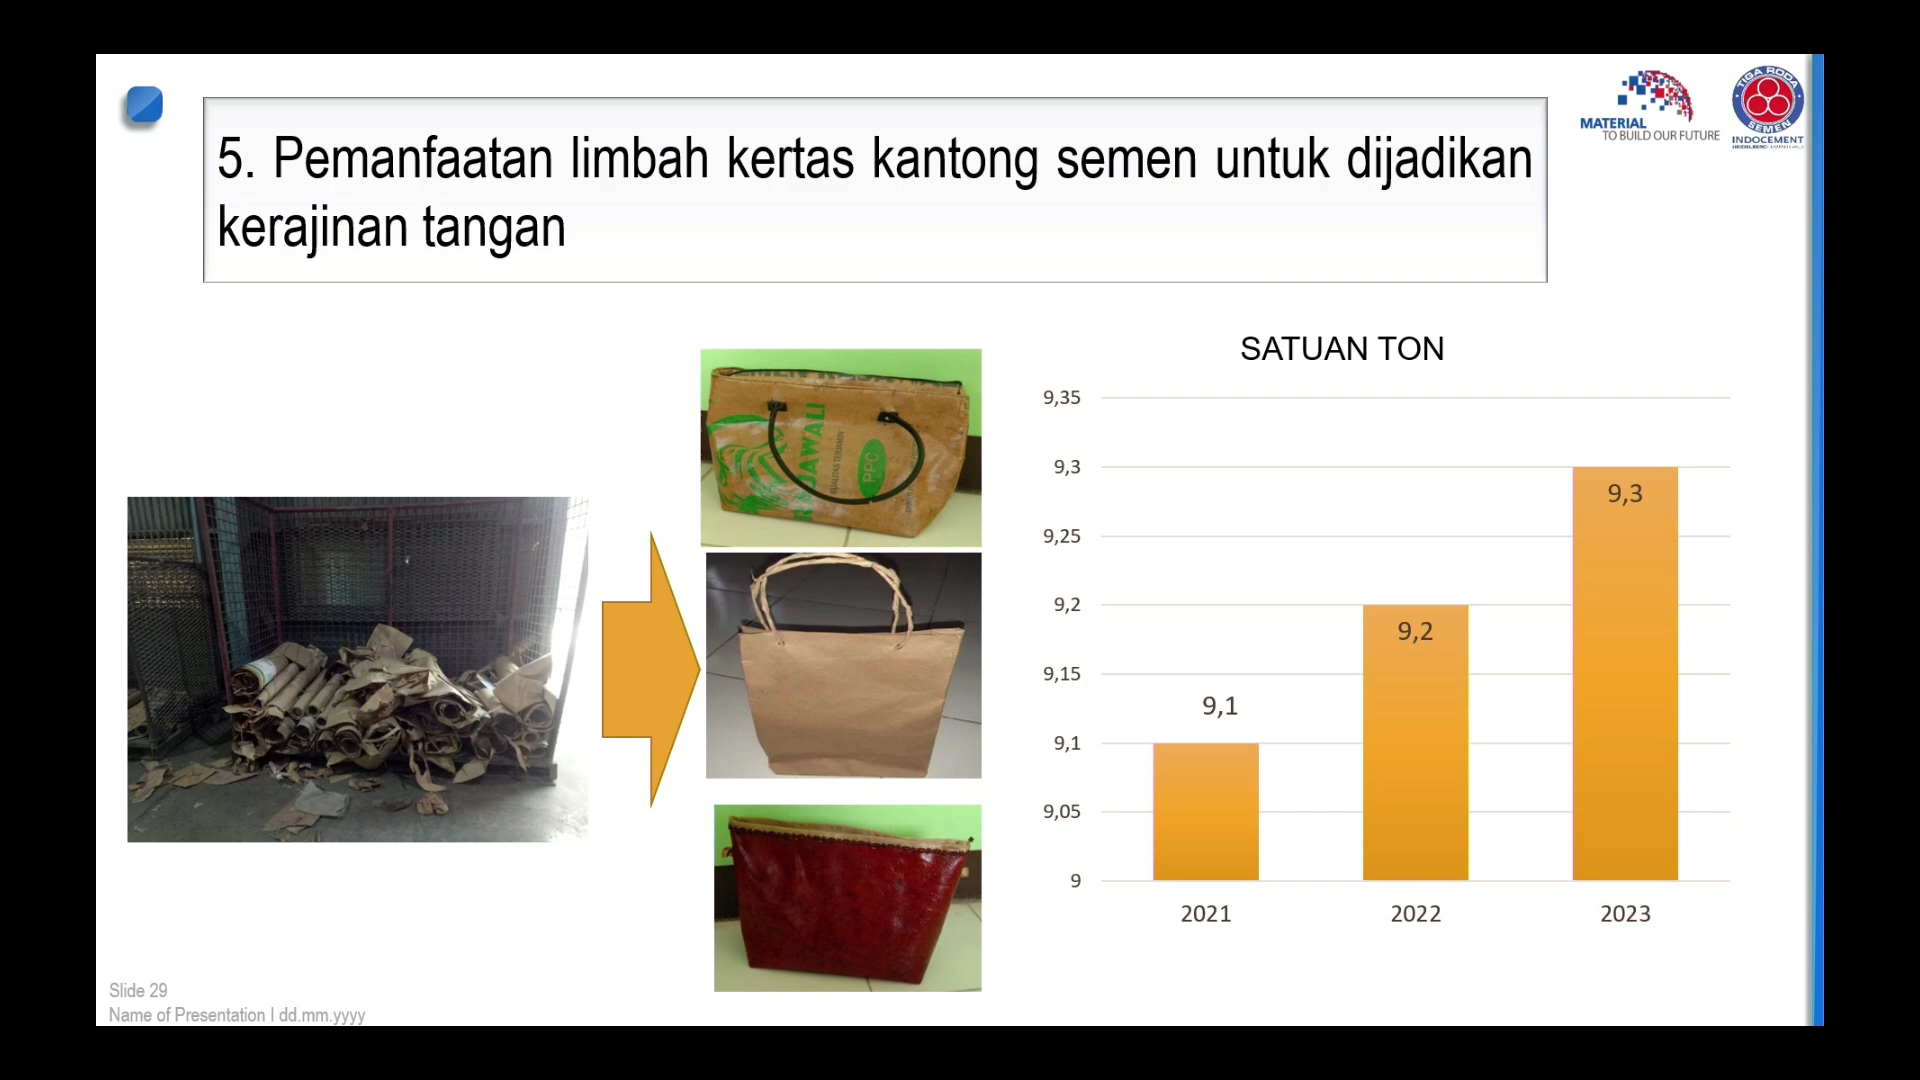 5. Pemanfaatan limbah kertas kantong semen untuk dijadikan
kerajinan tangan
MATERIAL
TO BUILD OUR FUTURE
TIGA RODA
SEMEN
INDOCEMENT
RAJAWALI
PPC
SATUAN TON
9,35
9,3
9,25
9,2
9,15
9,1
9,05
9
9,1
9,2
9,3
2021
2022
2023
Slide 29
Name of Presentation I dd.mm.yyyy